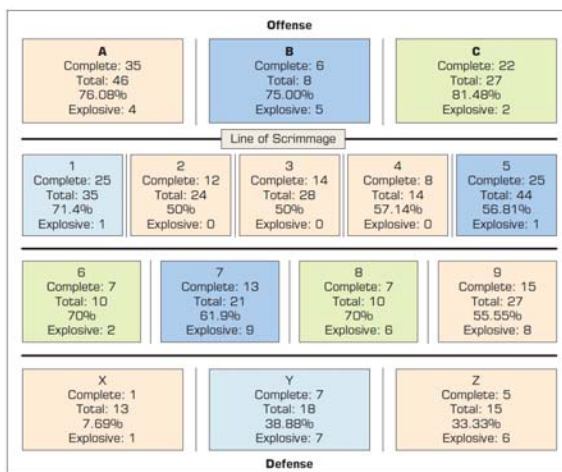 Offense
A
Complete: 35
Total: 46
76.08%
Explosive: 4
B
Complete: 6
Total: 8
75.00%
Explosive: 5
C
Complete: 22
Total: 27
81.48%
Explosive: 2
Line of Scrimmage
1
Complete: 25
Total: 35
71.4%
Explosive: 1
2
Complete: 12
Total: 24
50%
Explosive: 0
3
Complete: 14
Total: 28
50%
Explosive: 0
4
Complete: 8
Total: 14
57.14%
Explosive: 0
5
Complete: 25
Total: 44
56.81%
Explosive: 1
6
Complete: 7
Total: 10
70%
Explosive: 2
7
Complete: 13
Total: 21
61.9%
Explosive: 9
8
Complete: 7
Total: 10
70%
Explosive: 6
9
Complete: 15
Total: 27
55.55%
Explosive: 8
X
Complete: 1
Total: 13
7.69%
Explosive: 1
Y
Complete: 7
Total: 18
38.88%
Explosive: 7
Z
Complete: 5
Total: 15
33.33%
Explosive: 6
Defense